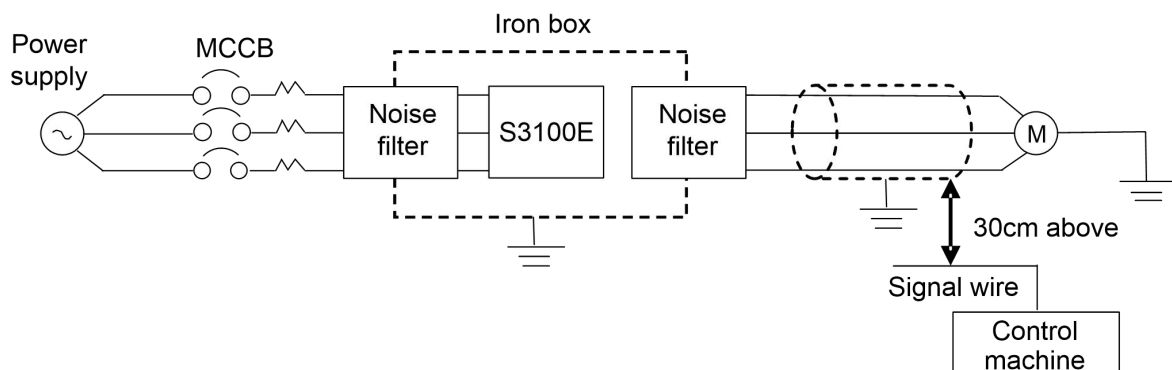 Iron box
Power
supply
MCCB
Noise
filter
S3100E
Noise
filter
M
30cm above
Signal wire
Control
machine